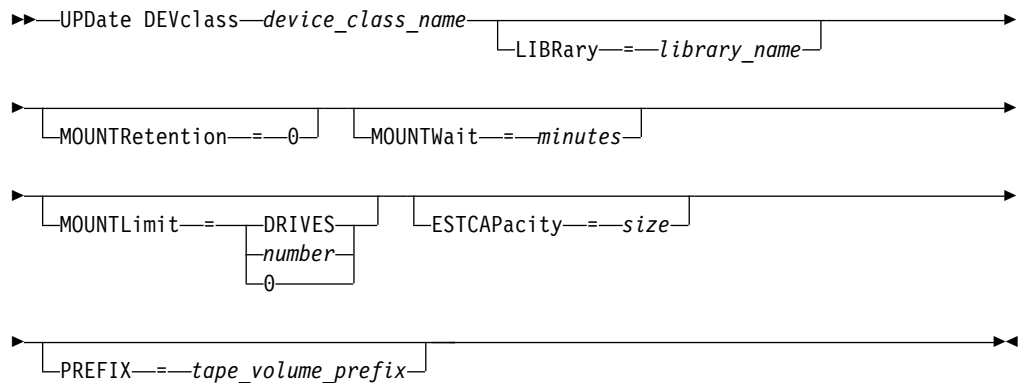 UPDate DEVclass device_class_name
LIBRary = library_name
MOUNTRetention = 0 MOUNTWait = minutes
MOUNTLimit = DRIVES ESTCAPacity = size
number
0
PREFIX = tape_volume_prefix